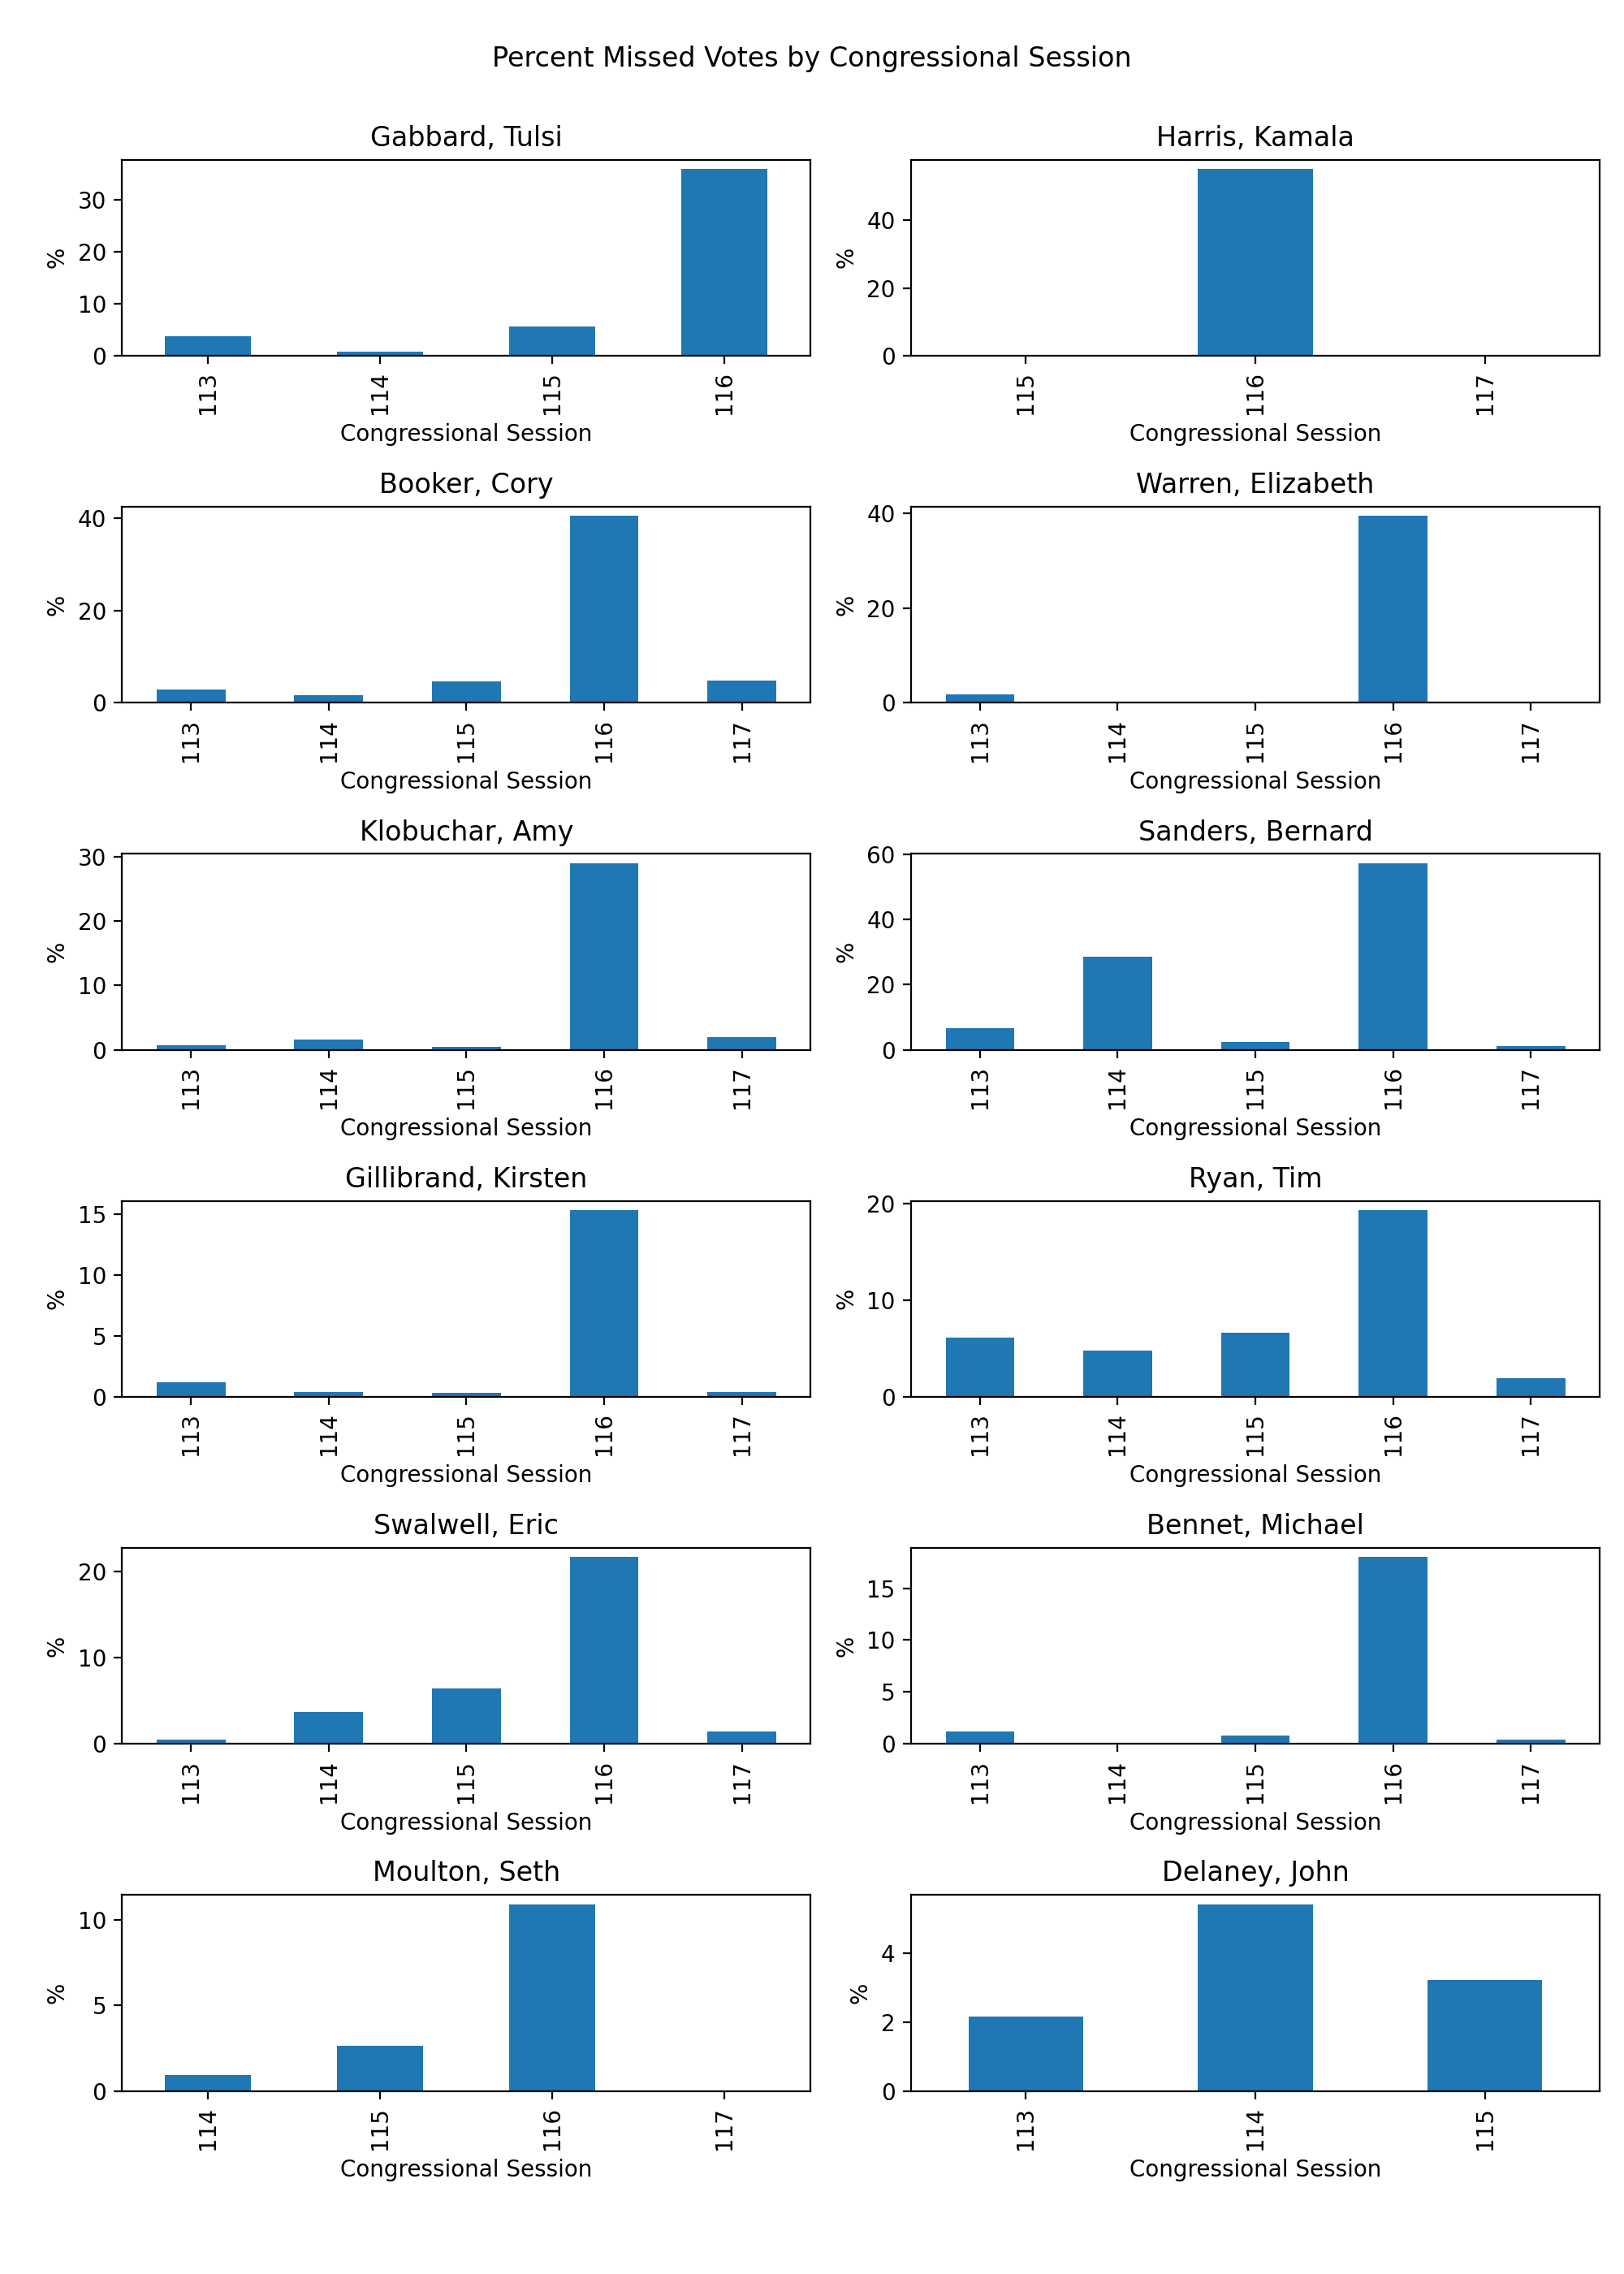 Percent Missed Votes by Congressional Session
Gabbard, Tulsi
%
30
20
10
0
113 114 115 116
Congressional Session
Harris, Kamala
%
40
20
0
115 116 117
Congressional Session
Booker, Cory
%
40
20
0
113 114 115 116 117
Congressional Session
Warren, Elizabeth
%
40
20
0
113 114 115 116 117
Congressional Session
Klobuchar, Amy
%
30
20
10
0
113 114 115 116 117
Congressional Session
Sanders, Bernard
%
60
40
20
0
113 114 115 116 117
Congressional Session
Gillibrand, Kirsten
%
15
10
5
0
113 114 115 116 117
Congressional Session
Ryan, Tim
%
20
10
0
113 114 115 116 117
Congressional Session
Swalwell, Eric
%
20
10
0
113 114 115 116 117
Congressional Session
Bennet, Michael
%
15
10
5
0
113 114 115 116 117
Congressional Session
Moulton, Seth
%
10
5
0
114 115 116 117
Congressional Session
Delaney, John
%
4
2
0
113 114 115
Congressional Session